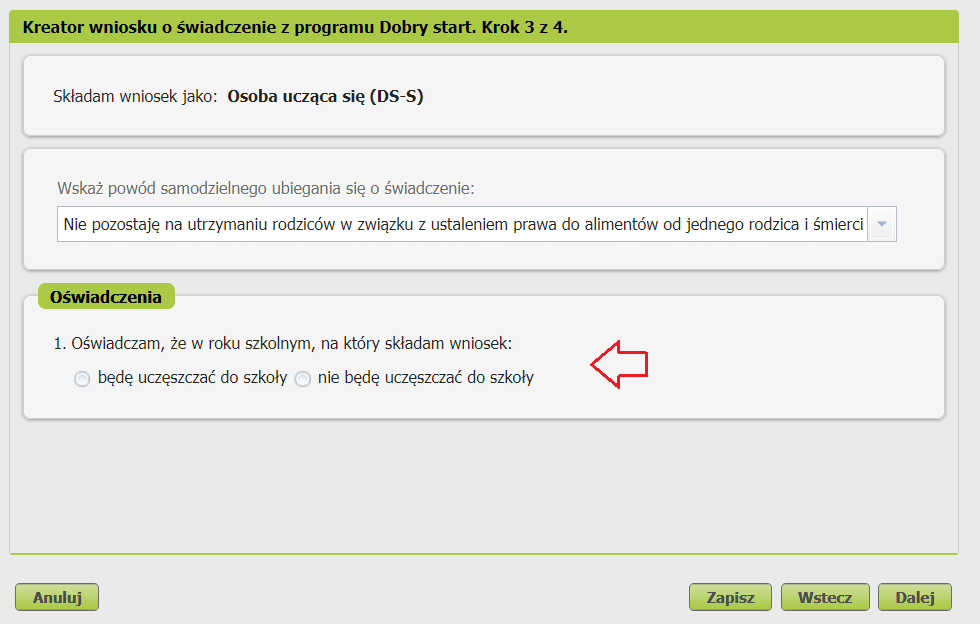 Kreator wniosku o świadczenie z programu Dobry start. Krok 3 z 4.
Składam wniosek jako: Osoba ucząca się (DS-S)
Wskaż powód samodzielnego ubiegania się o świadczenie:
Nie pozostaję na utrzymaniu rodziców w związku z ustaleniem prawa do alimentów od jednego rodzica i śmierci
Oświadczenia
1. Oświadczam, że w roku szkolnym, na który składam wniosek:
będę uczęszczać do szkoły nie będę uczęszczać do szkoły
Anuluj Zapisz Wstecz Dalej